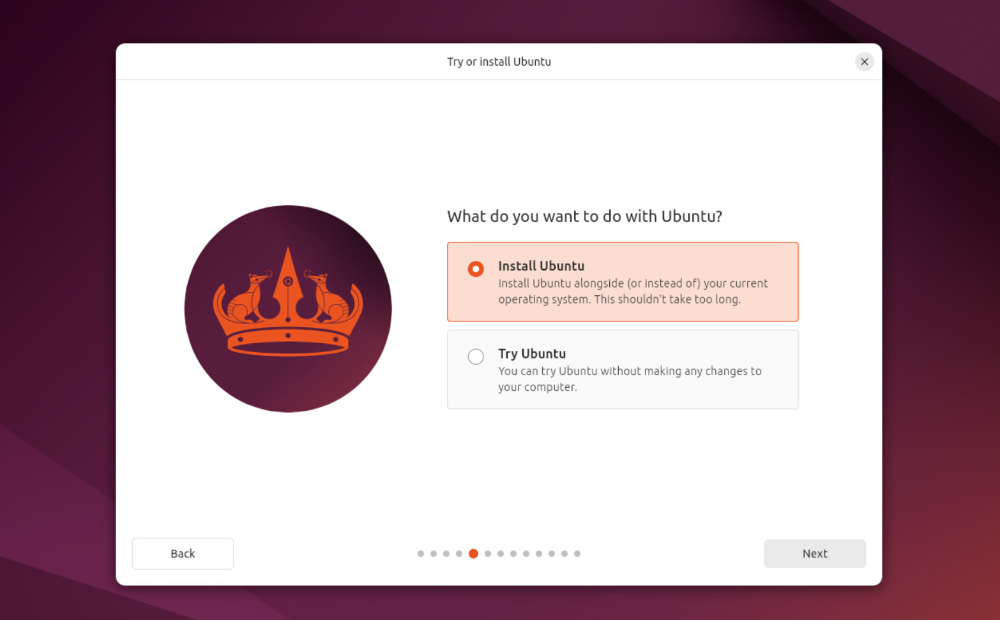 Try or install Ubuntu
What do you want to do with Ubuntu?
Install Ubuntu
Install Ubuntu alongside (or instead of) your current
operating system. This shouldn't take too long.
Try Ubuntu
You can try Ubuntu without making any changes to
your computer.
Back
Next